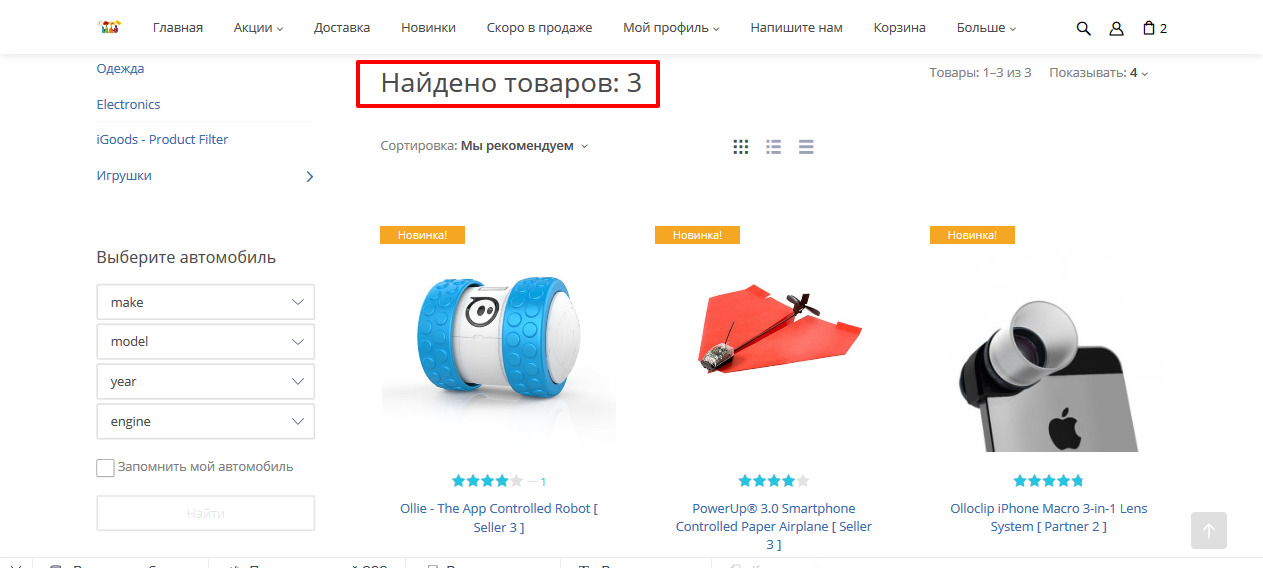 Главная Акции Доставка Новинки Скоро в продаже Мой профиль Напишите нам Корзина Больше 2
Одежда
Electronics
iGoods - Product Filter
Игрушки
Выберите автомобиль
make
model
year
engine
Запомнить мой автомобиль
Найти
Найдено товаров: 3
Товары: 1–3 из 3 Показывать: 4
Сортировка: Мы рекомендуем
Новинка!
— 1
Ollie - The App Controlled Robot [
Seller 3 ]
Новинка!
PowerUp® 3.0 Smartphone
Controlled Paper Airplane [ Seller
3 ]
Новинка!
Olloclip iPhone Macro 3-in-1 Lens
System [ Partner 2 ]